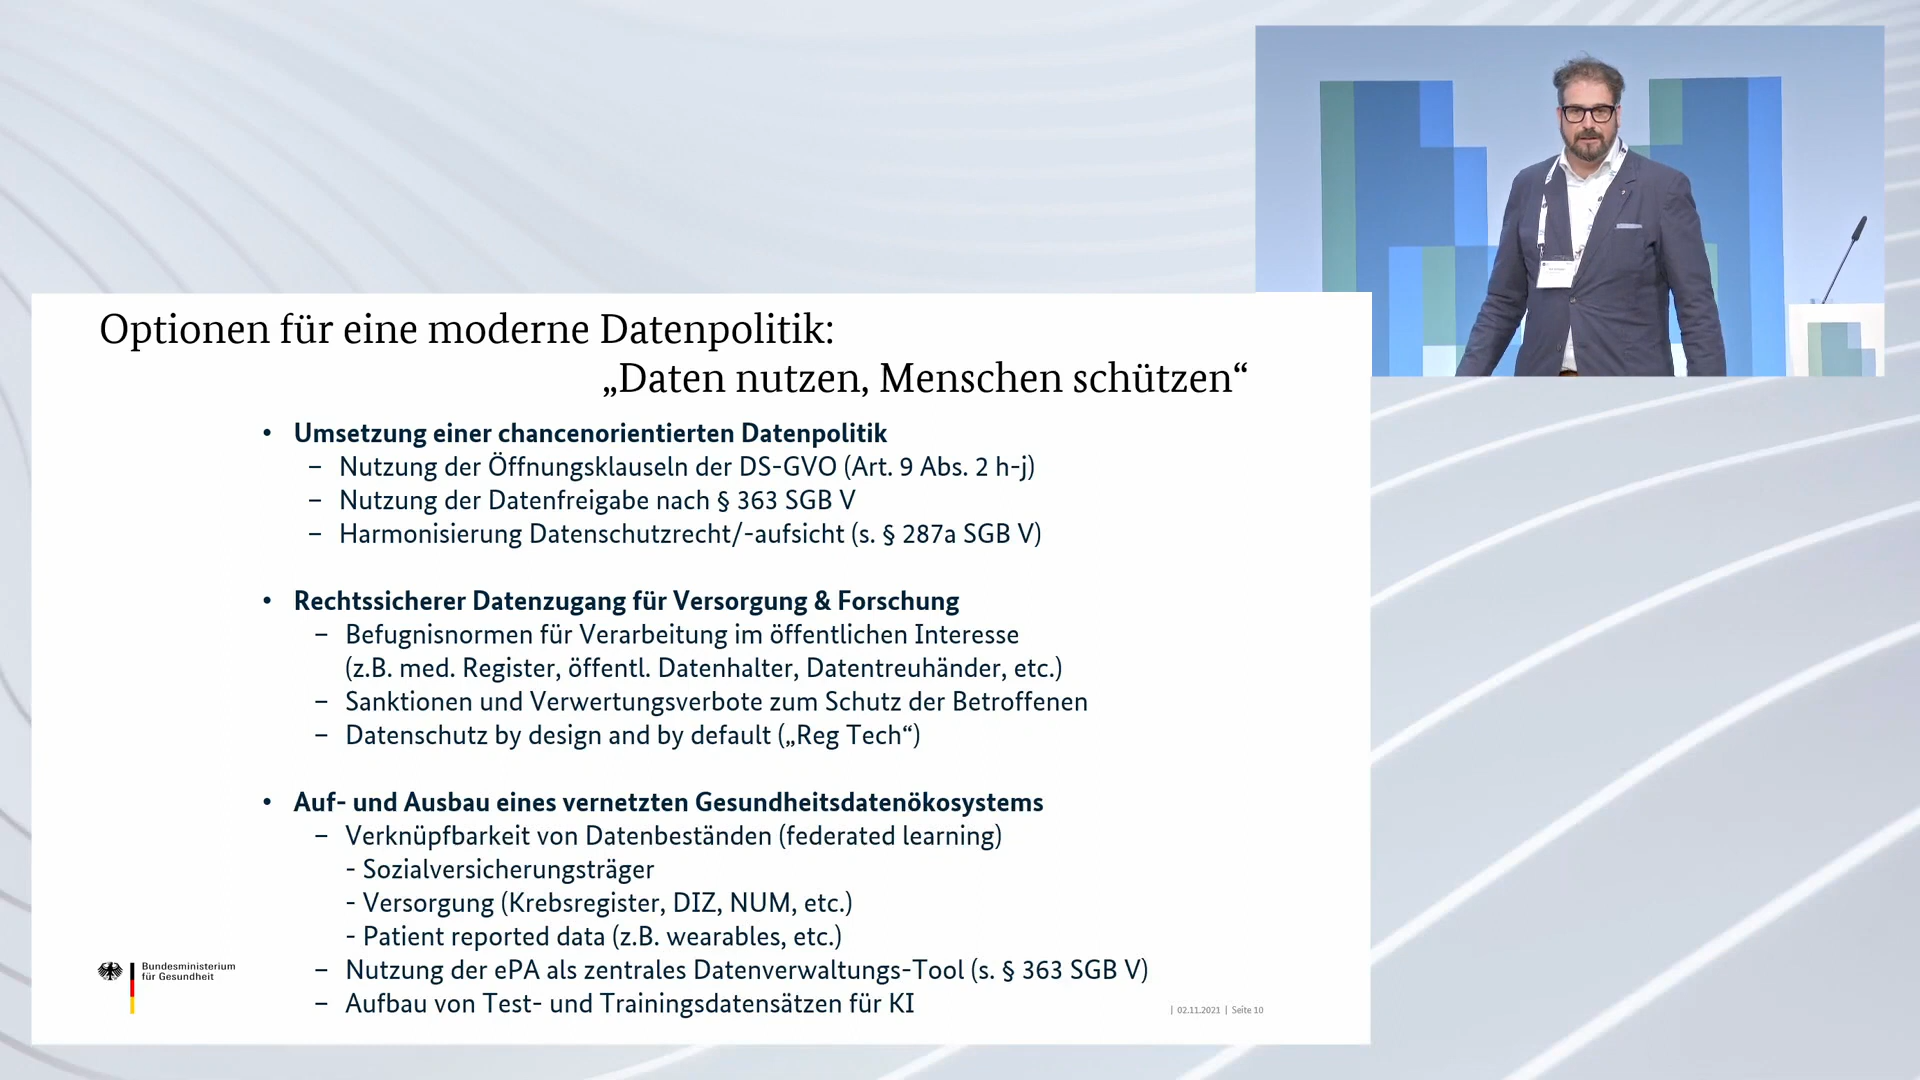 Optionen für eine moderne Datenpolitik:
„Daten nutzen, Menschen schützen“
• Umsetzung einer chancenorientierten Datenpolitik
– Nutzung der Öffnungsklauseln der DS-GVO (Art. 9 Abs. 2 h-j)
– Nutzung der Datenfreigabe nach § 363 SGB V
– Harmonisierung Datenschutzrecht/-aufsicht (s. § 287a SGB V)
• Rechtssicherer Datenzugang für Versorgung & Forschung
– Befugnisnormen für Verarbeitung im öffentlichen Interesse
(z.B. med. Register, öffentl. Datenhalter, Datentreuhänder, etc.)
– Sanktionen und Verwertungsverbote zum Schutz der Betroffenen
– Datenschutz by design and by default („Reg Tech“)
• Auf- und Ausbau eines vernetzten Gesundheitsdatenökosystems
– Verknüpfbarkeit von Datenbeständen (federated learning)
- Sozialversicherungsträger
- Versorgung (Krebsregister, DIZ, NUM, etc.)
- Patient reported data (z.B. wearables, etc.)
– Nutzung der ePA als zentrales Datenverwaltungs-Tool (s. § 363 SGB V)
– Aufbau von Test- und Trainingsdatensätzen für KI
Bundesministerium
für Gesundheit
| 02.11.2021 | Seite 10